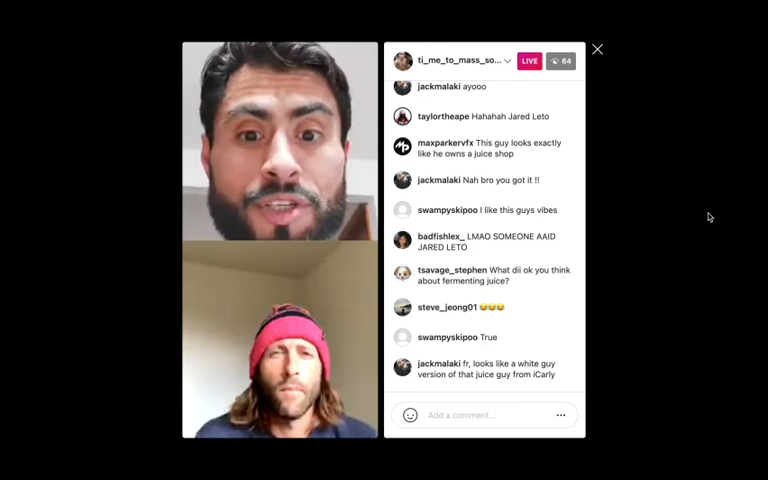 ti_me_to_mass_so...
LIVE
64
jackmalaki ayooo
taylortheape Hahahah Jared Leto
maxparkervfx This guy looks exactly
like he owns a juice shop
jackmalaki Nah bro you got it !!
swampyskipoo I like this guys vibes
badfishlex_ LMAO SOMEONE AAID
JARED LETO
tsavage_stephen What dii ok you think
about fermenting juice?
steve_jeong01 😂😂😂
swampyskipoo True
jackmalaki fr, looks like a white guy
version of that juice guy from iCarly
Add a comment...